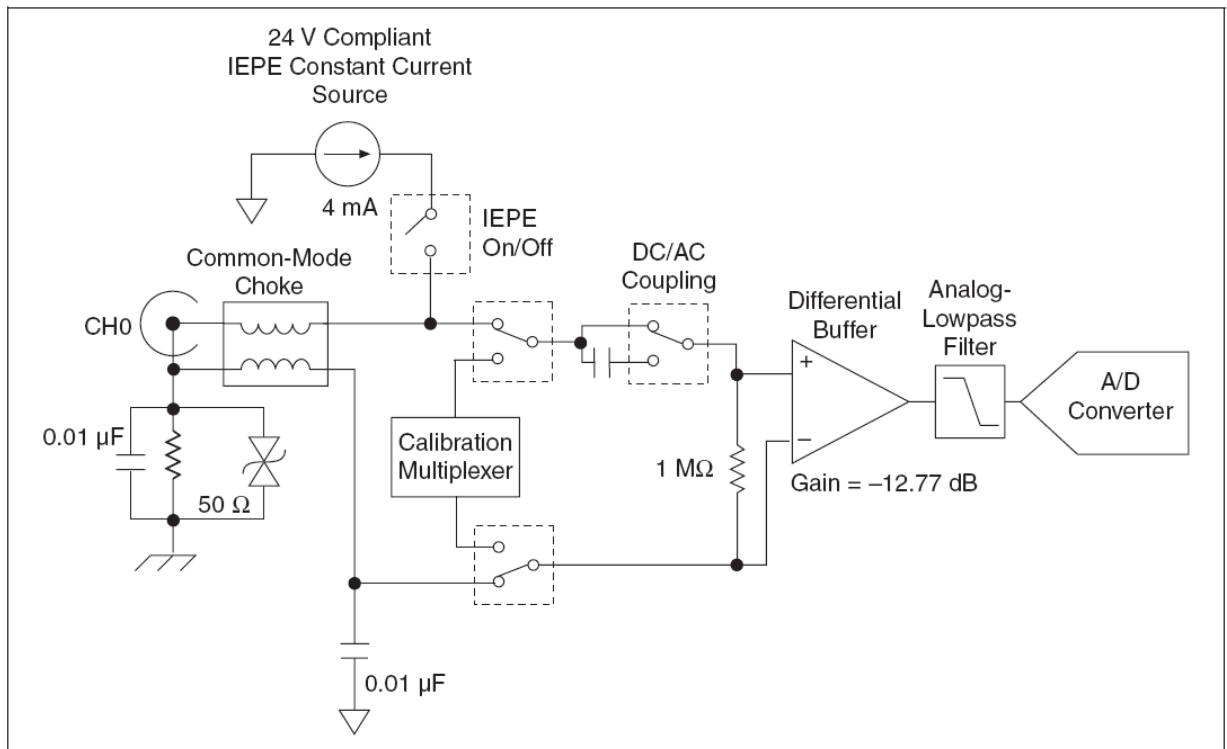 24 V Compliant
IEPE Constant Current
Source
4 mA
IEPE
On/Off
Common-Mode
Choke
DC/AC
Coupling
Differential
Buffer
Analog-
Lowpass
Filter
CH0
+
A/D
Converter
0.01 µF
Calibration
Multiplexer
−
1 MΩ
Gain = –12.77 dB
50 Ω
0.01 µF